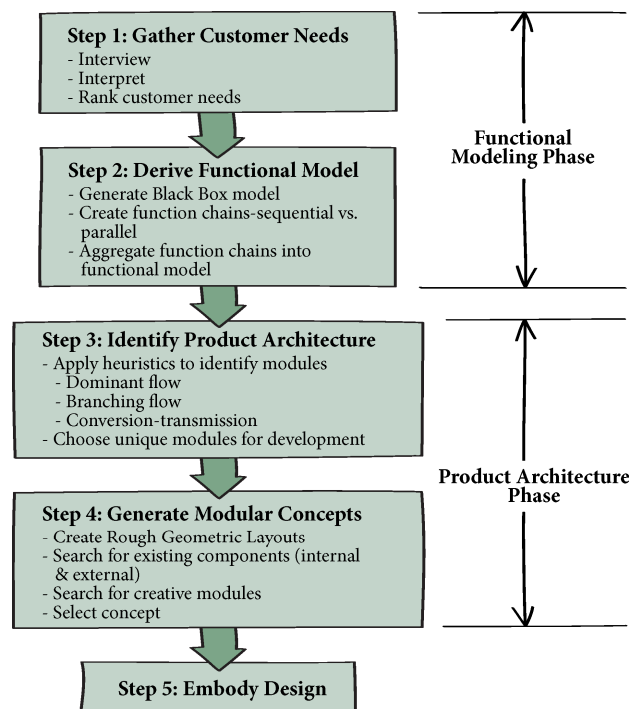 Step 1: Gather Customer Needs
- Interview
- Interpret
- Rank customer needs
Step 2: Derive Functional Model
- Generate Black Box model
- Create function chains-sequential vs.
parallel
- Aggregate function chains into
functional model
Functional
Modeling Phase
Step 3: Identify Product Architecture
- Apply heuristics to identify modules
- Dominant flow
- Branching flow
- Conversion-transmission
- Choose unique modules for development
Step 4: Generate Modular Concepts
- Create Rough Geometric Layouts
- Search for existing components (internal
& external)
- Search for creative modules
- Select concept
Product Architecture
Phase
Step 5: Embody Design